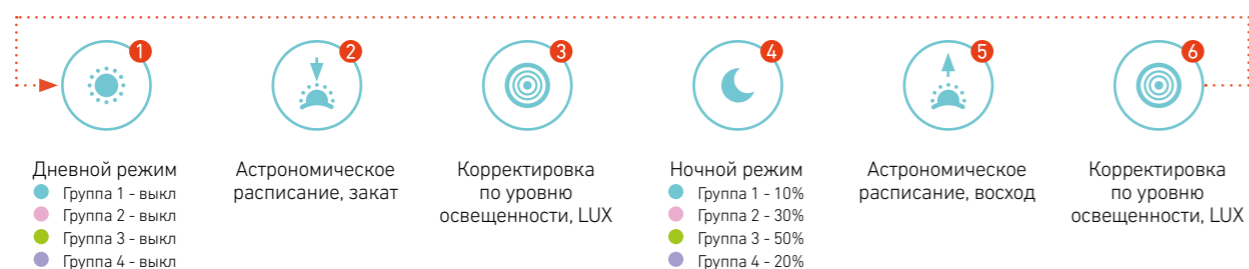 1
2
3
4
5
6
Дневной режим
Группа 1 - выкл
Группа 2 - выкл
Группа 3 - выкл
Группа 4 - выкл
Астрономическое
расписание, закат
Корректировка
по уровню
освещенности, LUX
Ночной режим
Группа 1 - 10%
Группа 2 - 30%
Группа 3 - 50%
Группа 4 - 20%
Астрономическое
расписание, восход
Корректировка
по уровню
освещенности, LUX